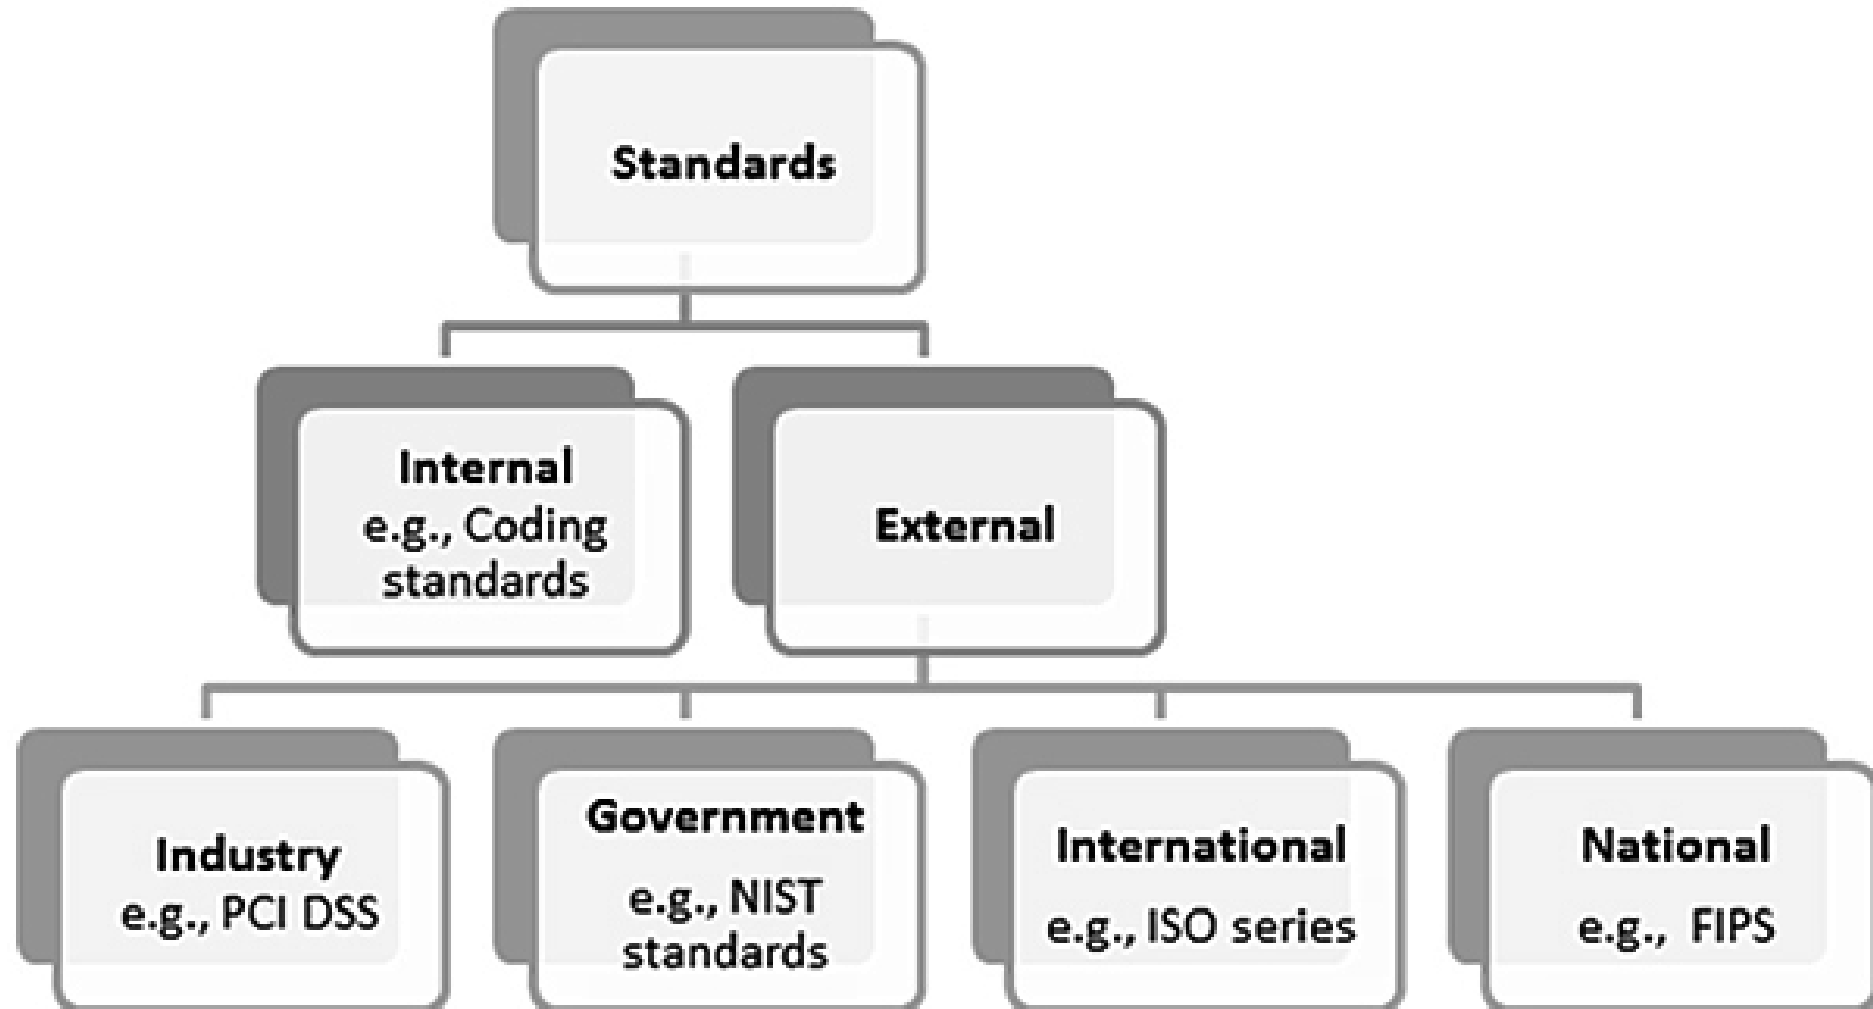 Standards
Internal
e.g., Coding
standards
External
Industry
e.g., PCI DSS
Government
e.g., NIST
standards
International
e.g., ISO series
National
e.g., FIPS